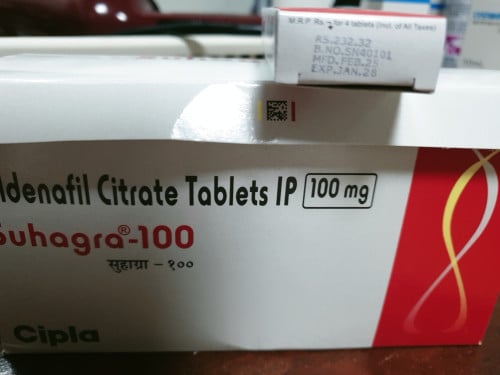 M.R.P Rs. for 4 tablets (Incl. of All Taxes)
RS.232.32
B.NO.SN40101
MFD.FEB.25
EXP.JAN.28
ldenafil Citrate Tablets IP 100 mg
Suhagra®-100
सुहाग्रा - १००
Cipla